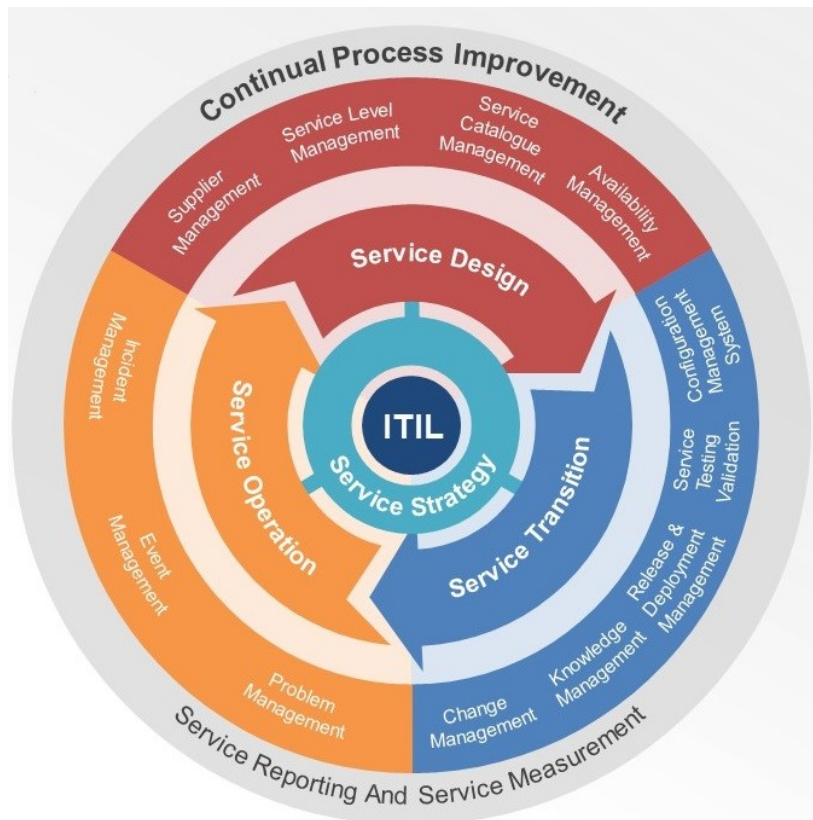 Continual Process Improvement
Supplier
Management
Service Level
Management
Service
Catalogue
Management
Availability
Management
Service Design
Configuration
Management
System
Service
Testing
Validation
Release &
Deployment
Management
Knowledge
Management
Change
Management
Service Transition
Incident
Management
Event
Management
Problem
Management
Service Operation
ITIL
Service Strategy
Service Reporting And Service Measurement